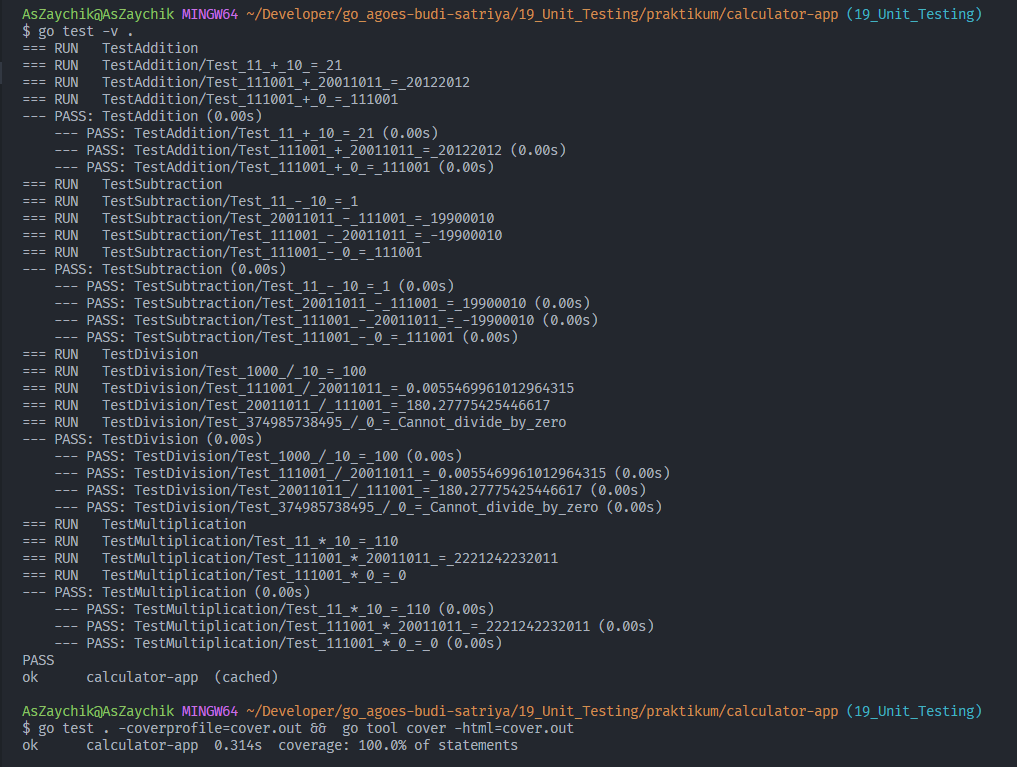 AsZaychik@AsZaychik MINGW64 ~/Developer/go_agoes-budi-satriya/19_Unit_Testing/praktikum/calculator-app (19_Unit_Testing)
$ go test -v .
=== RUN   TestAddition
=== RUN   TestAddition/Test_11_+_10_=_21
=== RUN   TestAddition/Test_111001_+_20011011_=_20122012
=== RUN   TestAddition/Test_111001_+_0_=_111001
--- PASS: TestAddition (0.00s)
    --- PASS: TestAddition/Test_11_+_10_=_21 (0.00s)
    --- PASS: TestAddition/Test_111001_+_20011011_=_20122012 (0.00s)
    --- PASS: TestAddition/Test_111001_+_0_=_111001 (0.00s)
=== RUN   TestSubtraction
=== RUN   TestSubtraction/Test_11_-_10_=_1
=== RUN   TestSubtraction/Test_20011011_-_111001_=_19900010
=== RUN   TestSubtraction/Test_111001_-_20011011_=_-19900010
=== RUN   TestSubtraction/Test_111001_-_0_=_111001
--- PASS: TestSubtraction (0.00s)
    --- PASS: TestSubtraction/Test_11_-_10_=_1 (0.00s)
    --- PASS: TestSubtraction/Test_20011011_-_111001_=_19900010 (0.00s)
    --- PASS: TestSubtraction/Test_111001_-_20011011_=_-19900010 (0.00s)
    --- PASS: TestSubtraction/Test_111001_-_0_=_111001 (0.00s)
=== RUN   TestDivision
=== RUN   TestDivision/Test_1000_/_10_=_100
=== RUN   TestDivision/Test_111001_/_20011011_=_0.0055469961012964315
=== RUN   TestDivision/Test_20011011_/_111001_=_180.27775425446617
=== RUN   TestDivision/Test_374985738495_/_0_=_Cannot_divide_by_zero
--- PASS: TestDivision (0.00s)
    --- PASS: TestDivision/Test_1000_/_10_=_100 (0.00s)
    --- PASS: TestDivision/Test_111001_/_20011011_=_0.0055469961012964315 (0.00s)
    --- PASS: TestDivision/Test_20011011_/_111001_=_180.27775425446617 (0.00s)
    --- PASS: TestDivision/Test_374985738495_/_0_=_Cannot_divide_by_zero (0.00s)
=== RUN   TestMultiplication
=== RUN   TestMultiplication/Test_11_*_10_=_110
=== RUN   TestMultiplication/Test_111001_*_20011011_=_2221242232011
=== RUN   TestMultiplication/Test_111001_*_0_=_0
--- PASS: TestMultiplication (0.00s)
    --- PASS: TestMultiplication/Test_11_*_10_=_110 (0.00s)
    --- PASS: TestMultiplication/Test_111001_*_20011011_=_2221242232011 (0.00s)
    --- PASS: TestMultiplication/Test_111001_*_0_=_0 (0.00s)
PASS
ok      calculator-app  (cached)
AsZaychik@AsZaychik MINGW64 ~/Developer/go_agoes-budi-satriya/19_Unit_Testing/praktikum/calculator-app (19_Unit_Testing)
$ go test . -coverprofile=cover.out &&  go tool cover -html=cover.out
ok      calculator-app  0.314s  coverage: 100.0% of statements